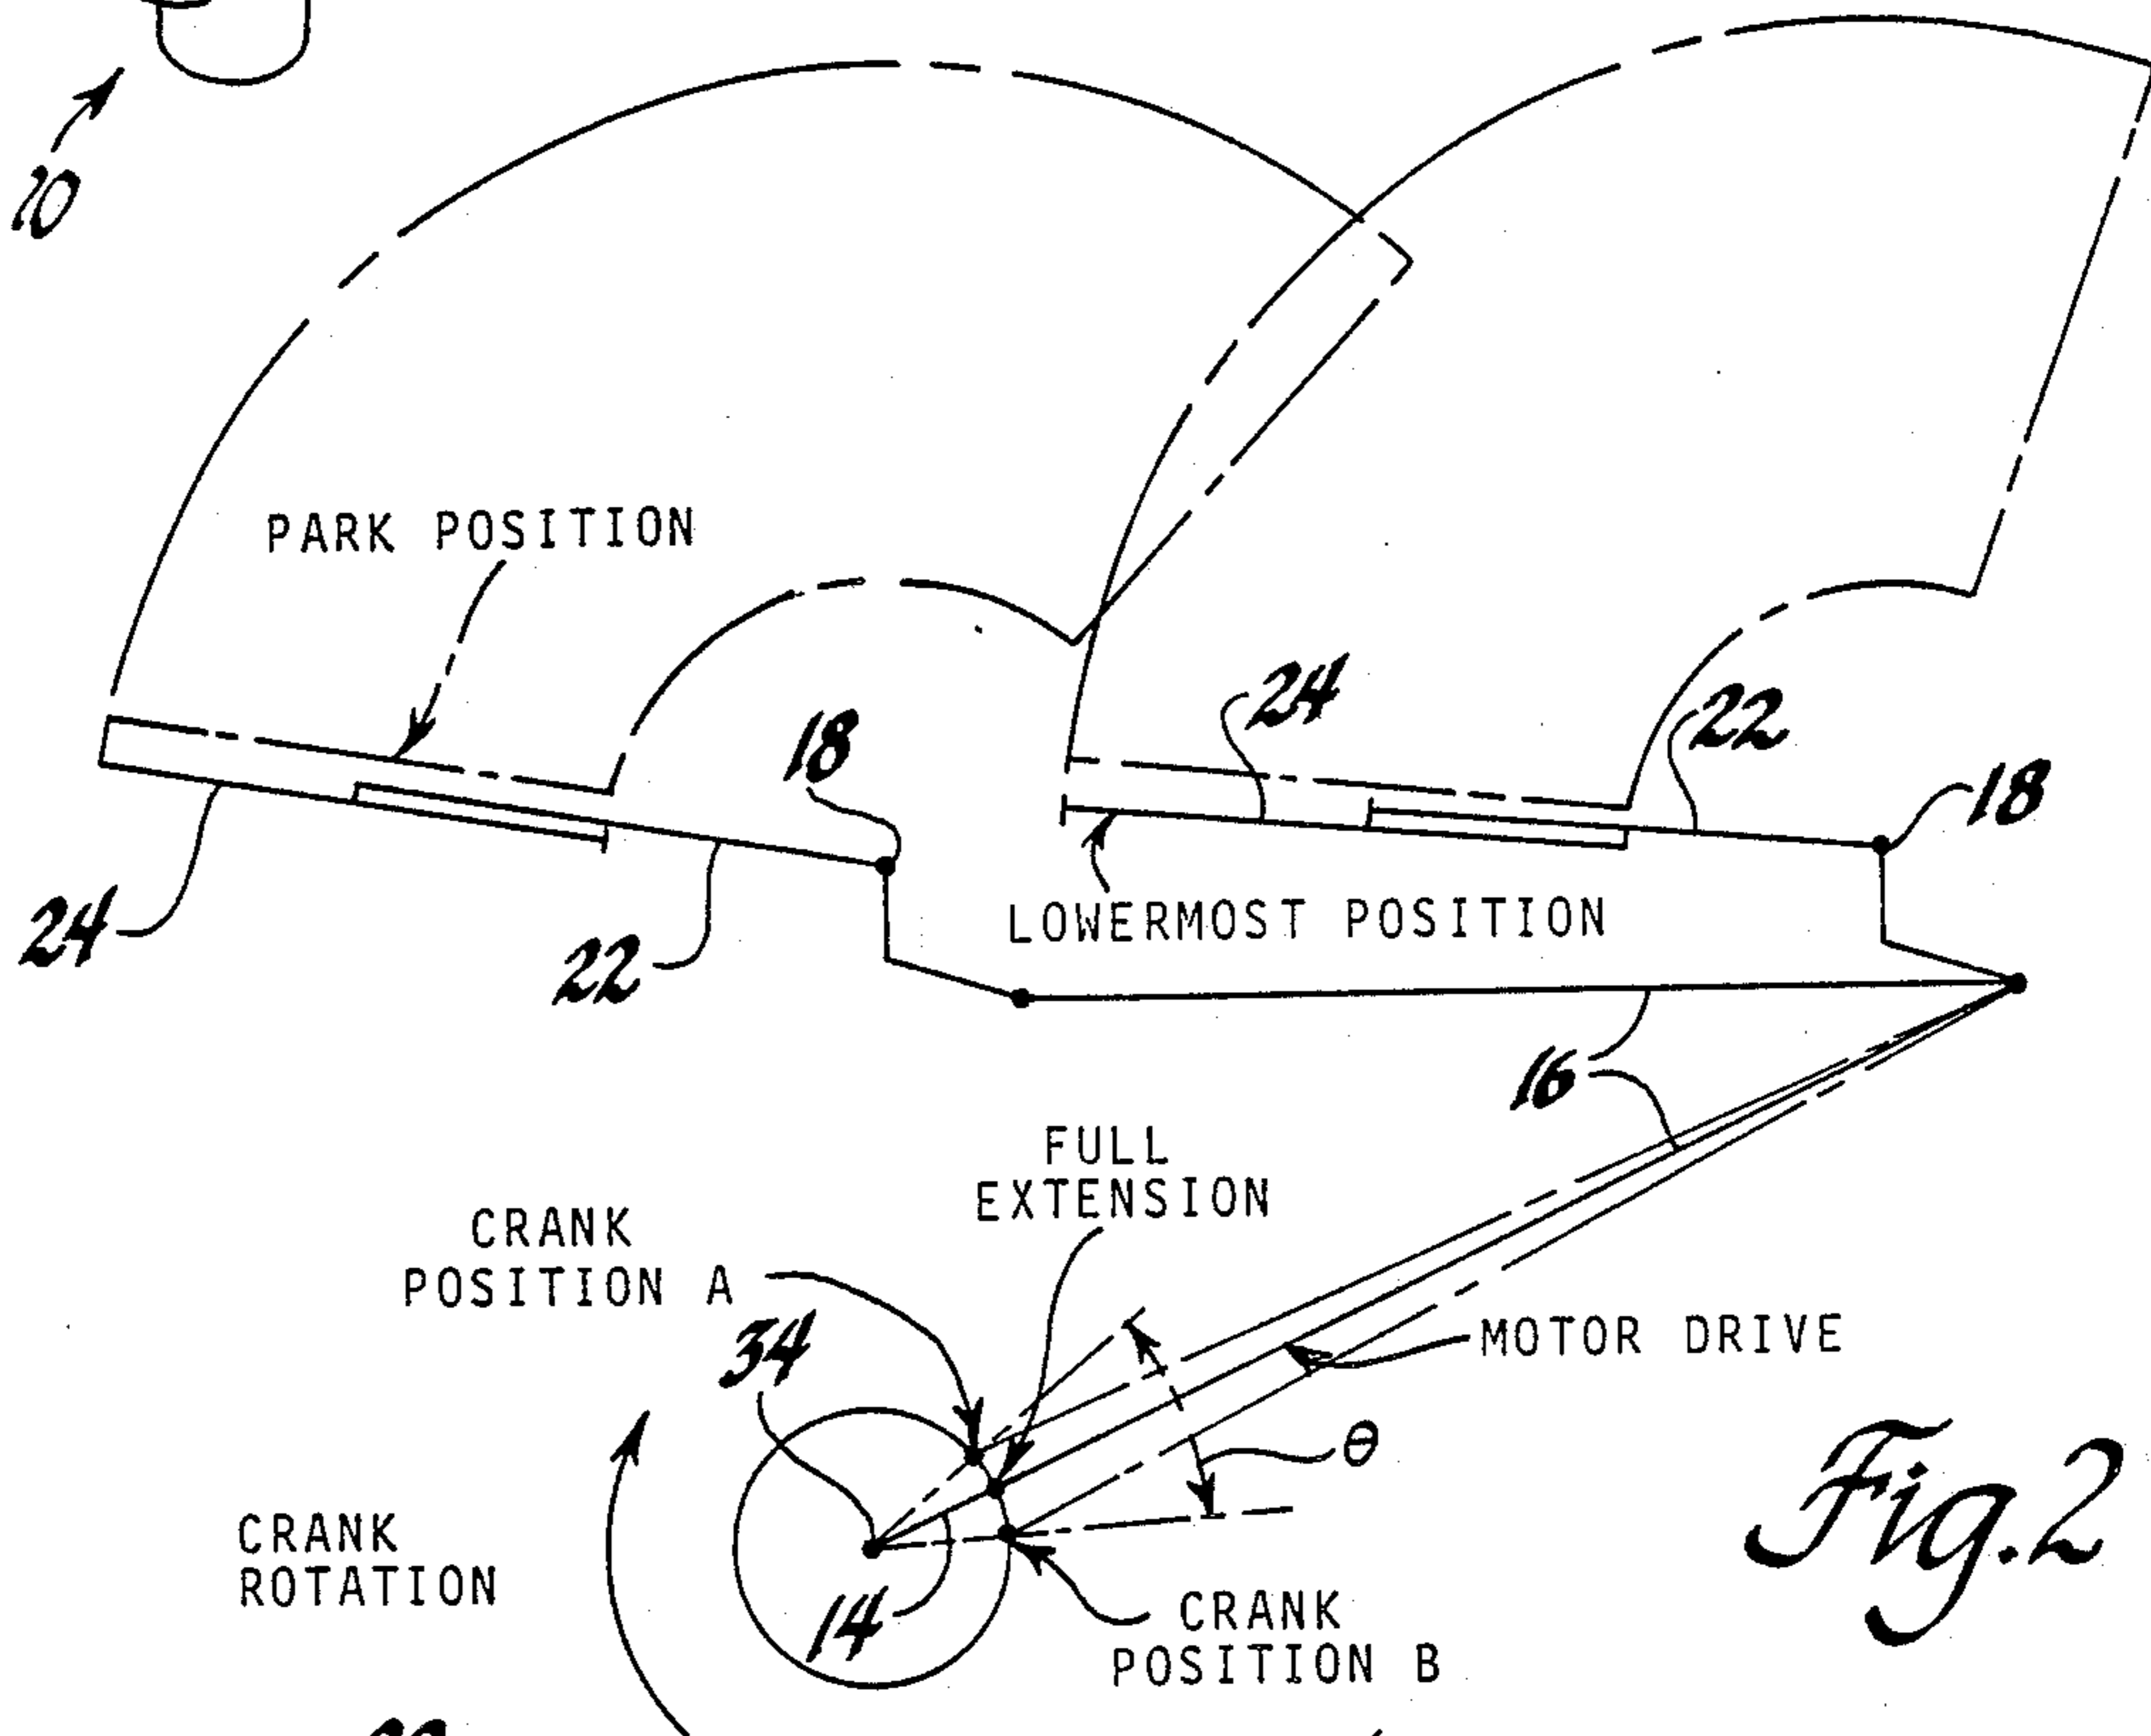 10
PARK POSITION
24
22
18
18
24
22
LOWERMOST POSITION
16
FULL
EXTENSION
CRANK
POSITION A
34
MOTOR DRIVE
θ
CRANK
ROTATION
14
CRANK
POSITION B
Fig.2